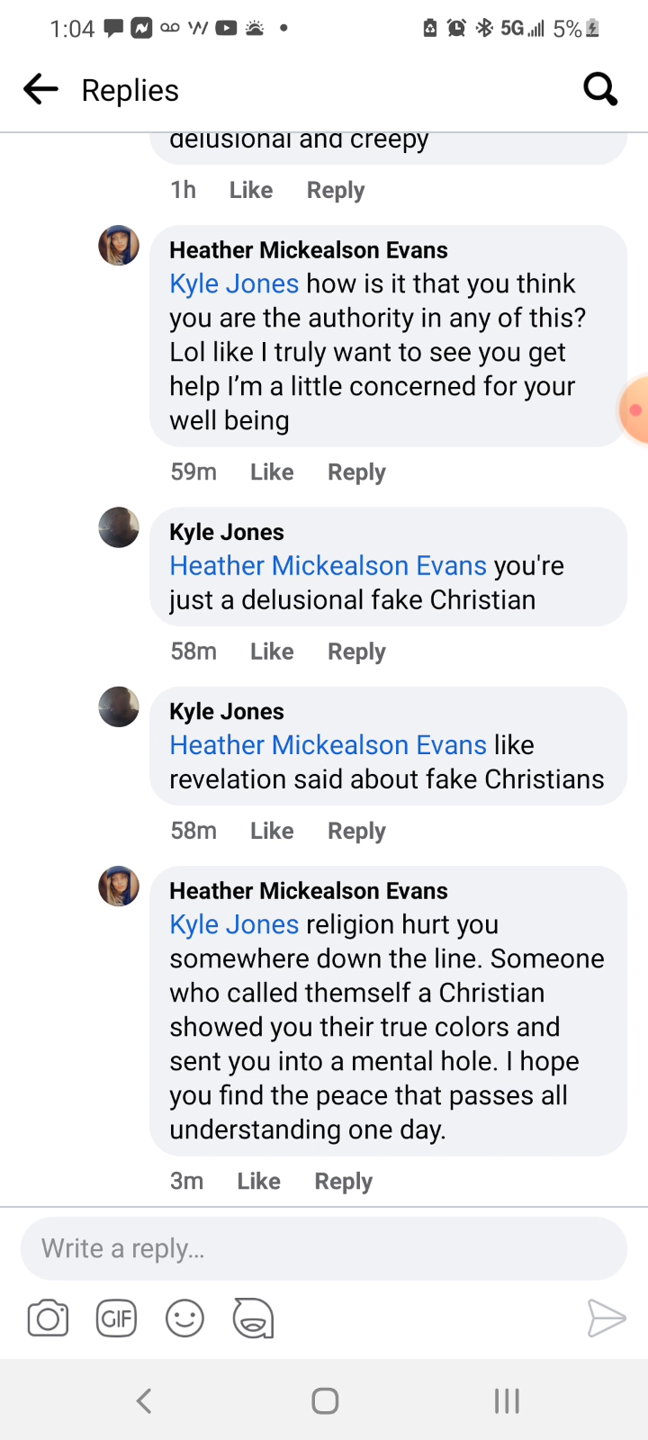 1:04
5G 5%
Replies
delusional and creepy
1h Like Reply
Heather Mickealson Evans
Kyle Jones how is it that you think
you are the authority in any of this?
Lol like I truly want to see you get
help I'm a little concerned for your
well being
59m Like Reply
Kyle Jones
Heather Mickealson Evans you're
just a delusional fake Christian
58m Like Reply
Kyle Jones
Heather Mickealson Evans like
revelation said about fake Christians
58m Like Reply
Heather Mickealson Evans
Kyle Jones religion hurt you
somewhere down the line. Someone
who called themself a Christian
showed you their true colors and
sent you into a mental hole. I hope
you find the peace that passes all
understanding one day.
3m Like Reply
Write a reply...
GIF